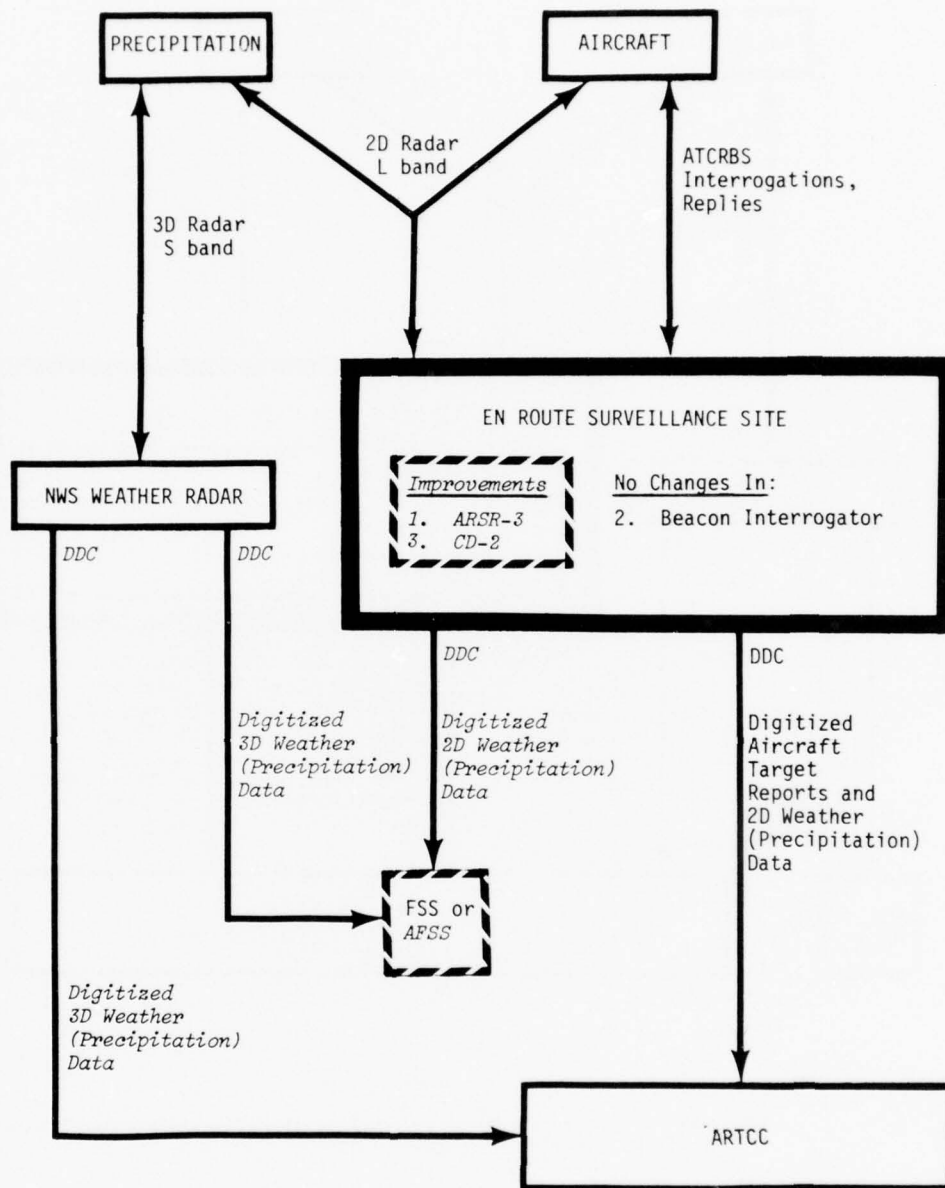 PRECIPITATION
AIRCRAFT
2D Radar
L band
ATCRBS
Interrogations,
Replies
3D Radar
S band
EN ROUTE SURVEILLANCE SITE
Improvements
1. ARSR-3
3. CD-2
No Changes In:
2. Beacon Interrogator
NWS WEATHER RADAR
DDC
DDC
DDC
DDC
Digitized
3D Weather
(Precipitation)
Data
Digitized
2D Weather
(Precipitation)
Data
Digitized
Aircraft
Target
Reports and
2D Weather
(Precipitation)
Data
FSS or
AFSS
Digitized
3D Weather
(Precipitation)
Data
ARTCC